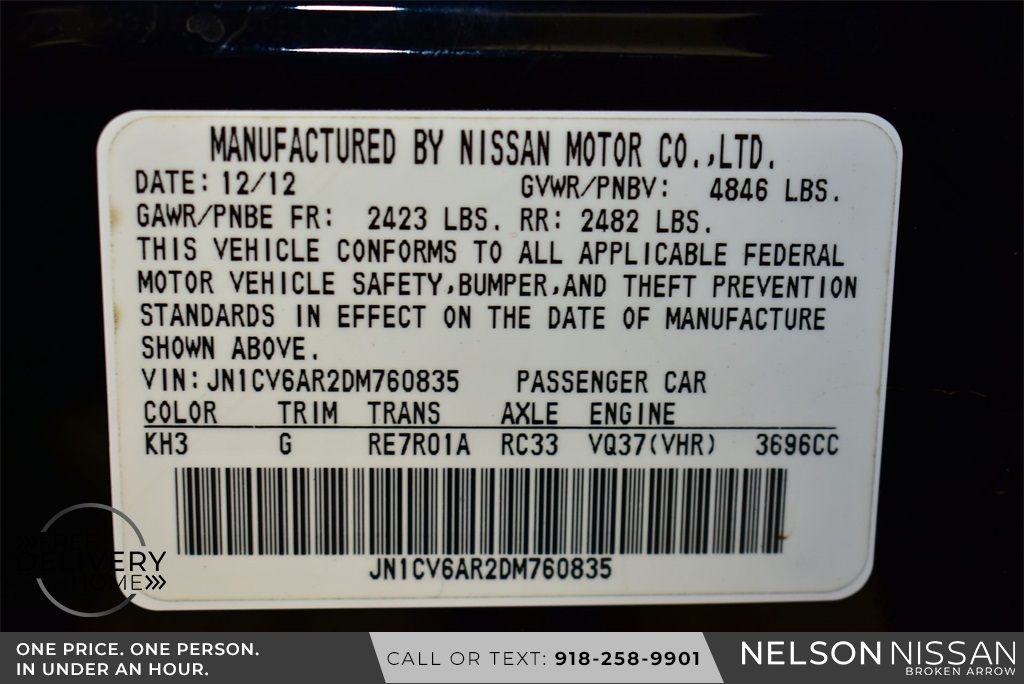 MANUFACTURED BY NISSAN MOTOR CO.,LTD.
DATE: 12/12 GVWR/PNBV: 4846 LBS.
GAWR/PNBE FR: 2423 LBS. RR: 2482 LBS.
THIS VEHICLE CONFORMS TO ALL APPLICABLE FEDERAL
MOTOR VEHICLE SAFETY,BUMPER,AND THEFT PREVENTION
STANDARDS IN EFFECT ON THE DATE OF MANUFACTURE
SHOWN ABOVE.
VIN:JN1CV6AR2DM760835 PASSENGER CAR
COLOR TRIM TRANS AXLE ENGINE
KH3 G RE7R01A RC33 VQ37(VHR) 3696CC
JN1CV6AR2DM760835
FREE
DELIVERY
HOME
ONE PRICE. ONE PERSON.
IN UNDER AN HOUR.
CALL OR TEXT: 918-258-9901
NELSON NISSAN
BROKEN ARROW